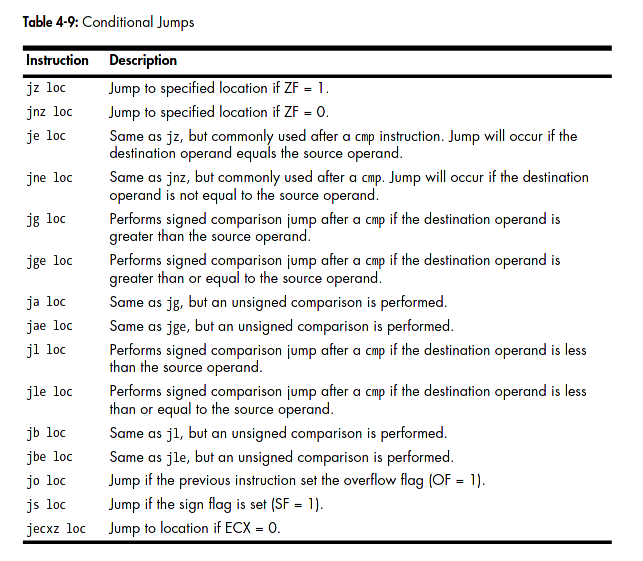 Table 4-9: Conditional Jumps
Instruction Description
jz loc Jump to specified location if ZF = 1.
jnz loc Jump to specified location if ZF = 0.
je loc Same as jz, but commonly used after a cmp instruction. Jump will occur if the
destination operand equals the source operand.
jne loc Same as jnz, but commonly used after a cmp. Jump will occur if the destination
operand is not equal to the source operand.
jg loc Performs signed comparison jump after a cmp if the destination operand is
greater than the source operand.
jge loc Performs signed comparison jump after a cmp if the destination operand is
greater than or equal to the source operand.
ja loc Same as jg, but an unsigned comparison is performed.
jae loc Same as jge, but an unsigned comparison is performed.
jl loc Performs signed comparison jump after a cmp if the destination operand is less
than the source operand.
jle loc Performs signed comparison jump after a cmp if the destination operand is less
than or equal to the source operand.
jb loc Same as jl, but an unsigned comparison is performed.
jbe loc Same as jle, but an unsigned comparison is performed.
jo loc Jump if the previous instruction set the overflow flag (OF = 1).
js loc Jump if the sign flag is set (SF = 1).
jecxz loc Jump to location if ECX = 0.